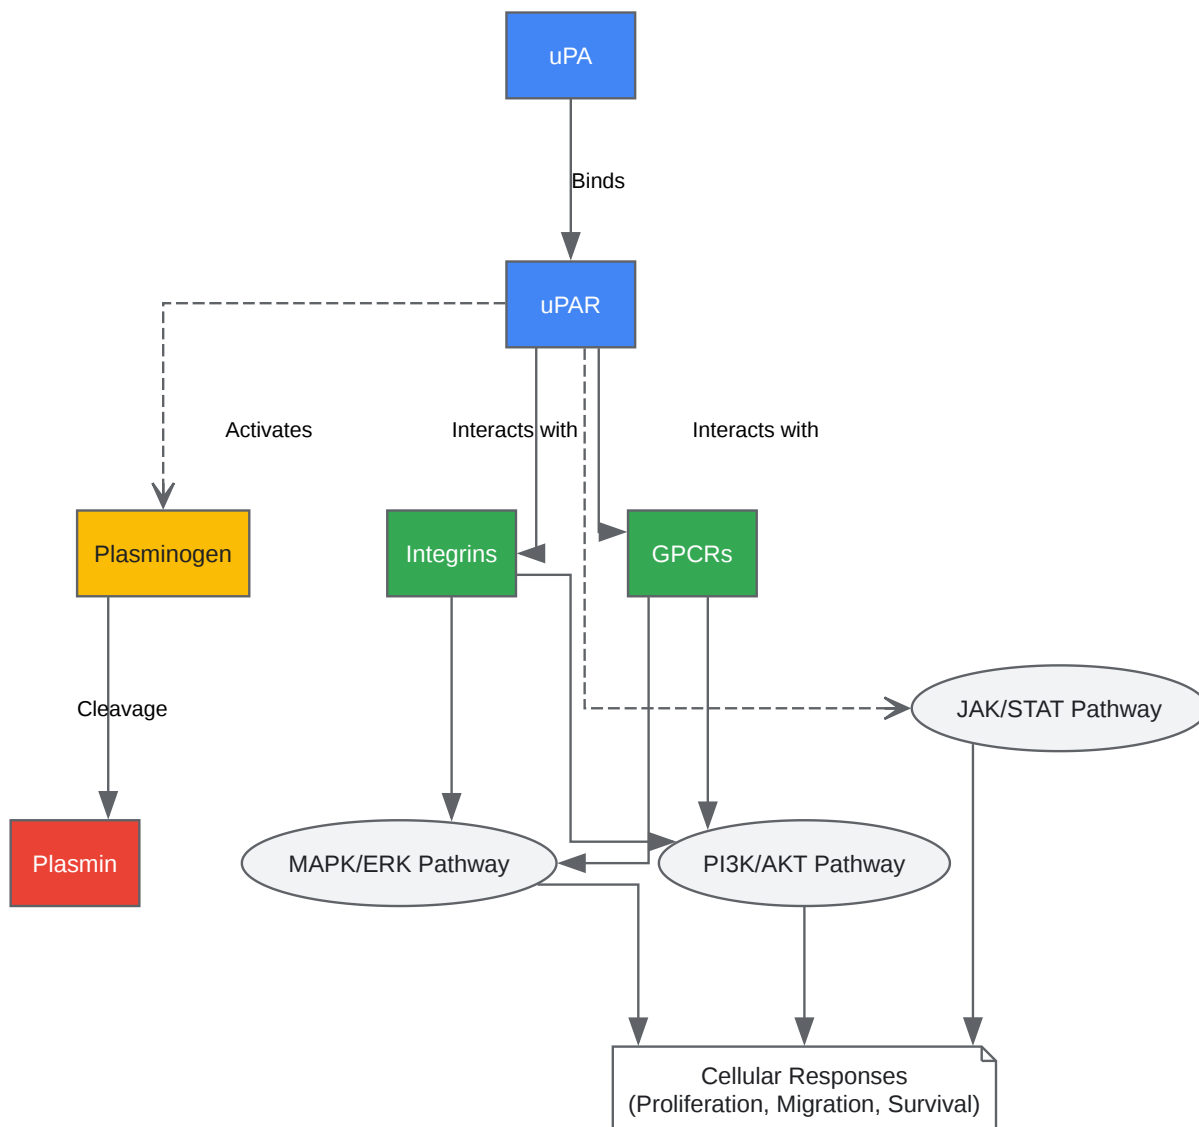 uPA
Binds
uPAR
Activates
Interacts with
Interacts with
Plasminogen
Integrins
GPCRs
Cleavage
JAK/STAT Pathway
Plasmin
MAPK/ERK Pathway
PI3K/AKT Pathway
Cellular Responses
(Proliferation, Migration, Survival)